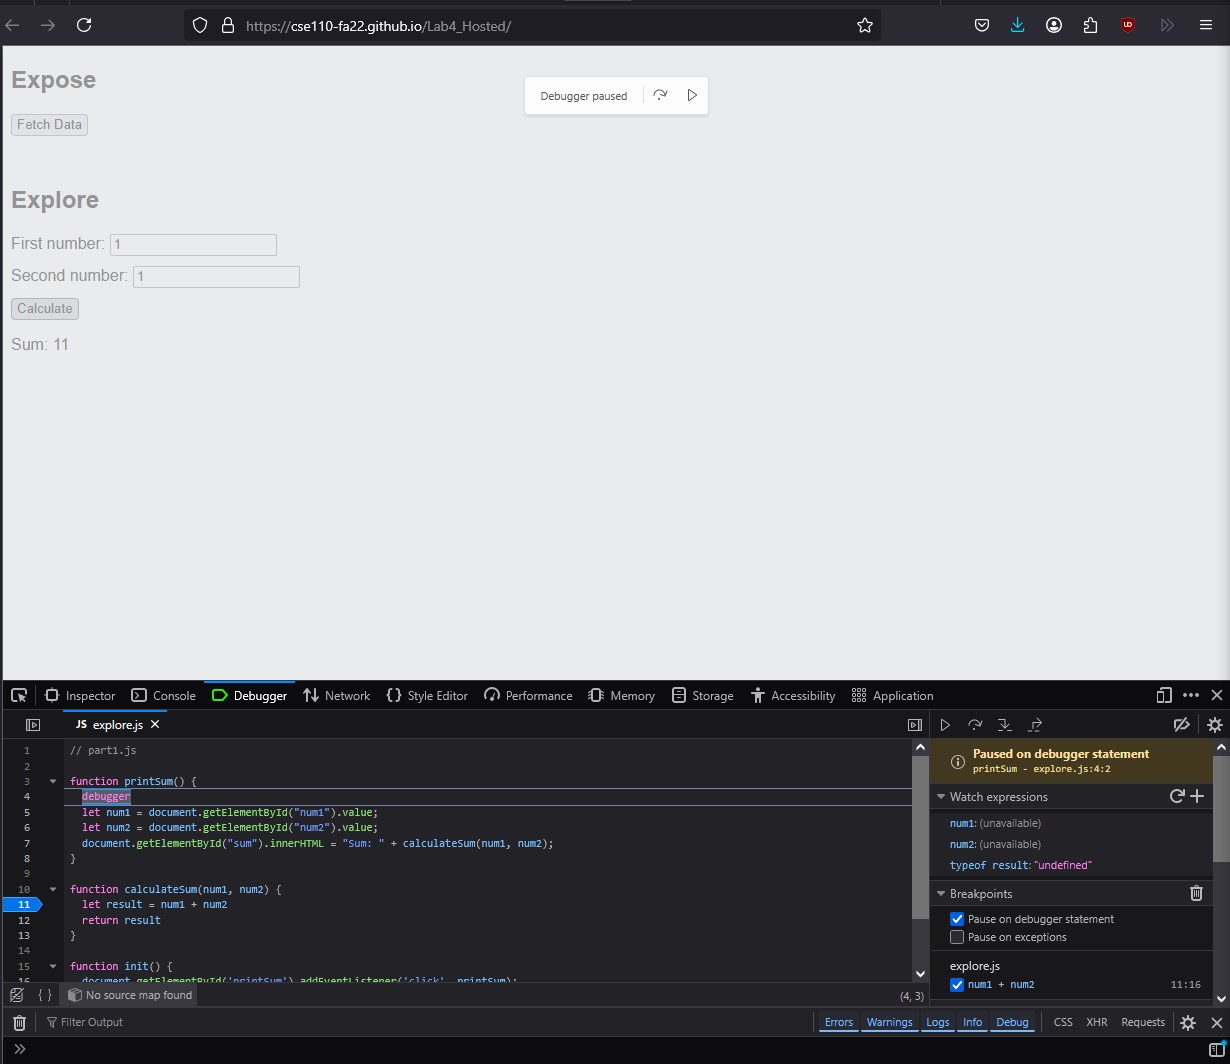 https://cse110-fa22.github.io/Lab4_Hosted/
Expose
Debugger paused
Fetch Data
Explore
First number: 1
Second number: 1
Calculate
Sum: 11
Inspector Console Debugger Network Style Editor Performance Memory Storage Accessibility Application
JS explore.js
1 // part1.js
2
3 function printSum() {
4 debugger
5 let num1 = document.getElementById("num1").value;
6 let num2 = document.getElementById("num2").value;
7 document.getElementById("sum").innerHTML = "Sum: " + calculateSum(num1, num2);
8 }
9
10 function calculateSum(num1, num2) {
11 let result = num1 + num2
12 return result
13 }
14
15 function init() {
16 document.getElementById('printSum').addEventListener('click', printSum);
{ } No source map found (4, 3)
Paused on debugger statement
printSum - explore.js:4:2
Watch expressions
num1: (unavailable)
num2: (unavailable)
typeof result: "undefined"
Breakpoints
Pause on debugger statement
Pause on exceptions
explore.js
num1 + num2 11:16
Filter Output Errors Warnings Logs Info Debug CSS XHR Requests